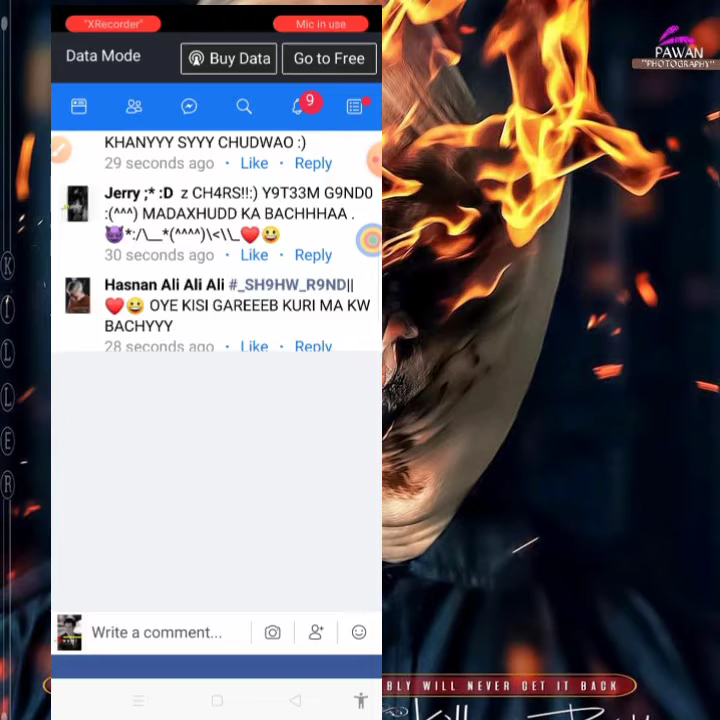 "XRecorder"
Mic in use
Data Mode
Buy Data
Go to Free
9
KHANYYY SYYY CHUDWAO :)
29 seconds ago · Like · Reply
Jerry ;* :D z CH4RS!!:) Y9T33M G9ND0
:(^^^) MADAXHUDD KA BACHHHAA .
😈*:/\__*(^^^^)\<\\_❤️😀
30 seconds ago · Like · Reply
Hasnan Ali Ali Ali #_SH9HW_R9ND||
❤️😀 OYE KISI GAREEEB KURI MA KW
BACHYYY
28 seconds ago · Like · Reply
Write a comment...
KILLER
PAWAN
"PHOTOGRAPHY"
BLY WILL NEVER GET IT BACK